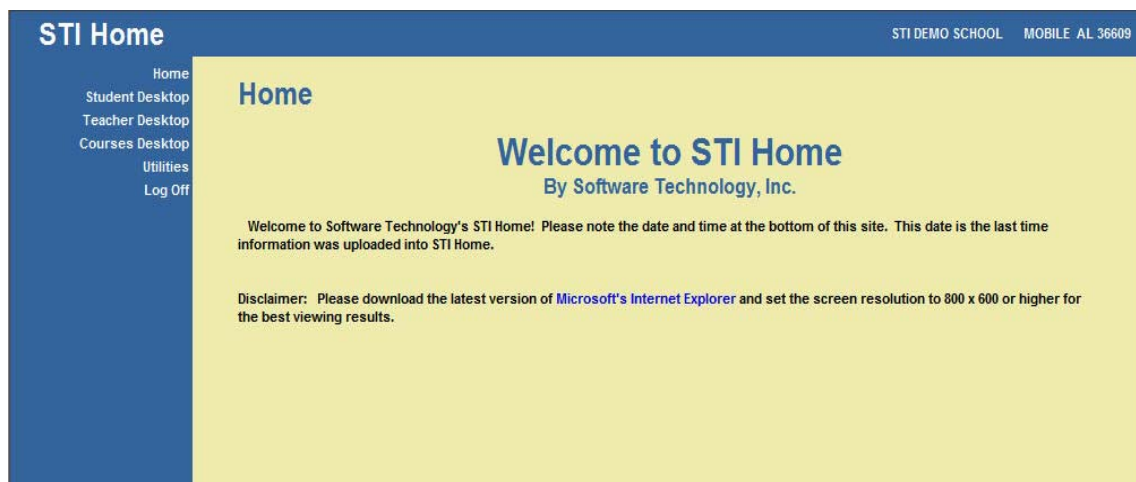 STI Home
STI DEMO SCHOOL MOBILE AL 36609
Home
Student Desktop
Teacher Desktop
Courses Desktop
Utilities
Log Off
Home
Welcome to STI Home
By Software Technology, Inc.
Welcome to Software Technology's STI Home! Please note the date and time at the bottom of this site. This date is the last time
information was uploaded into STI Home.
Disclaimer: Please download the latest version of Microsoft's Internet Explorer and set the screen resolution to 800 x 600 or higher for
the best viewing results.